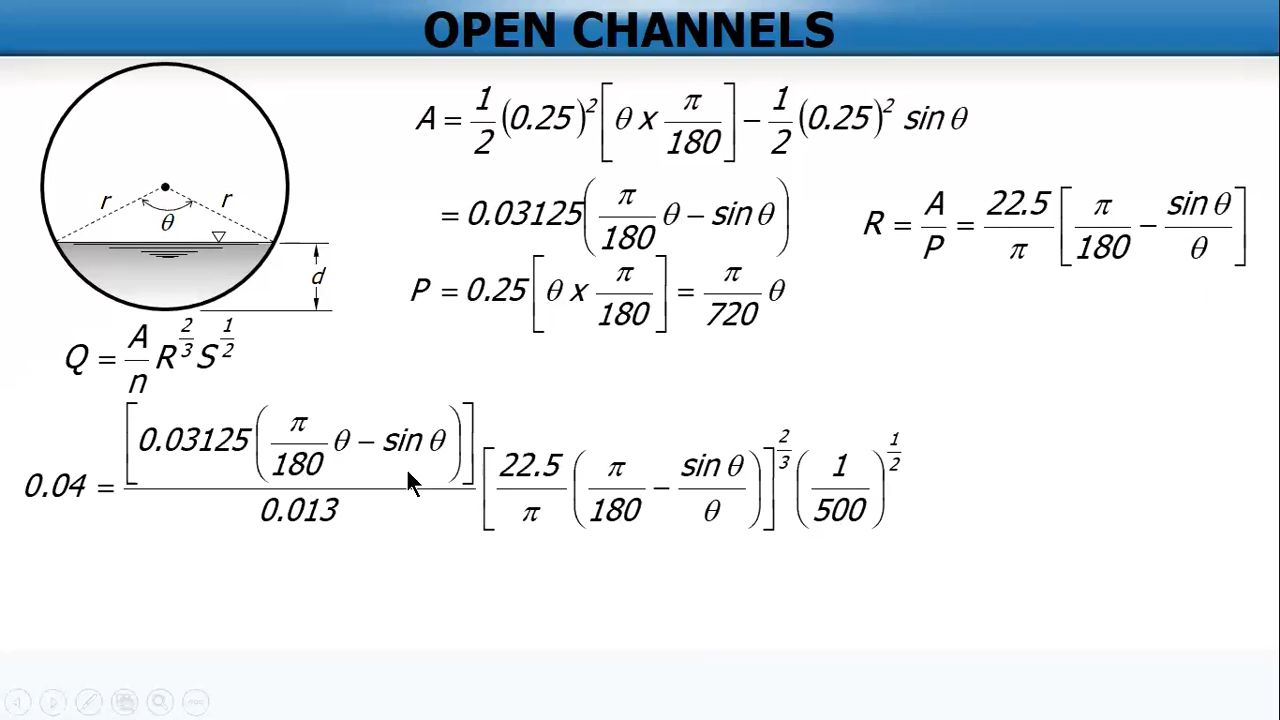 OPEN CHANNELS
r r
θ
d
A = 1/2 (0.25)² [θ x π/180] − 1/2 (0.25)² sin θ
= 0.03125 (π/180 θ − sin θ)
P = 0.25 [θ x π/180] = π/720 θ
R = A/P = 22.5/π [π/180 − sin θ/θ]
Q = A/n R^(2/3) S^(1/2)
0.04 = [0.03125 (π/180 θ − sin θ)]/0.013 [22.5/π (π/180 − sin θ/θ)]^(2/3) (1/500)^(1/2)